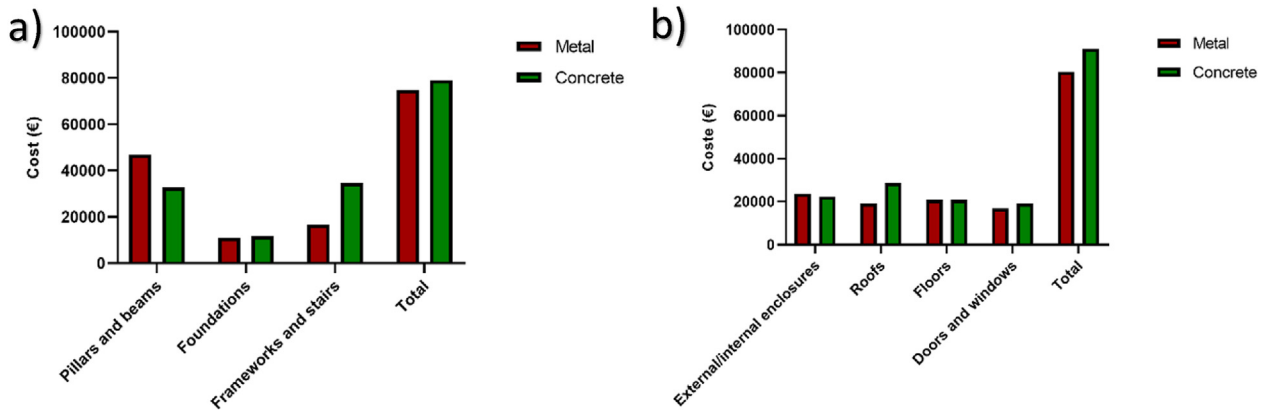 a)
100000
80000
60000
40000
20000
0
Cost (€)
Pillars and beams
Foundations
Frameworks and stairs
Total
Metal
Concrete
b)
100000
80000
60000
40000
20000
0
Coste (€)
External/internal enclosures
Roofs
Floors
Doors and windows
Total
Metal
Concrete